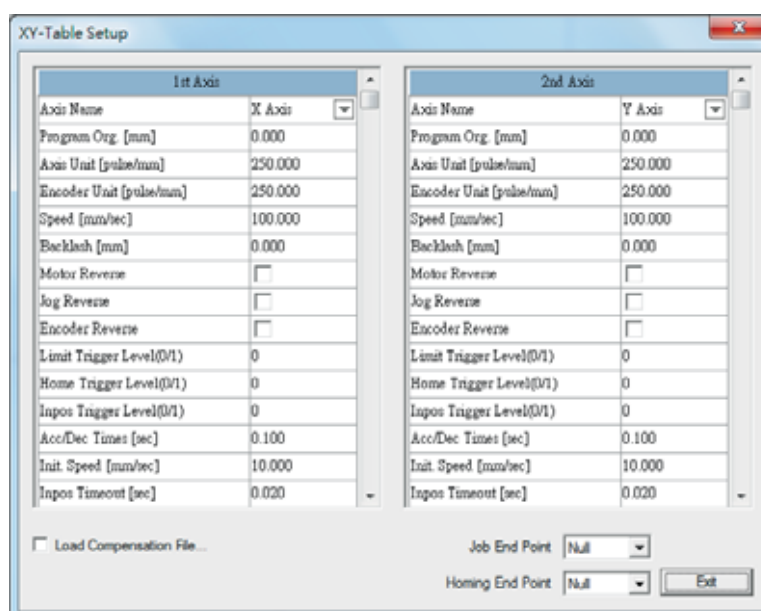 XY-Table Setup
1st Axis
Axis Name X Axis
Program Org. [mm] 0.000
Axis Unit [pulse/mm] 250.000
Encoder Unit [pulse/mm] 250.000
Speed [mm/sec] 100.000
Backlash [mm] 0.000
Motor Reverse
Jog Reverse
Encoder Reverse
Limit Trigger Level(0/1) 0
Home Trigger Level(0/1) 0
Inpos Trigger Level(0/1) 0
Acc/Dec Times [sec] 0.100
Init. Speed [mm/sec] 10.000
Inpos Timeout [sec] 0.020
2nd Axis
Axis Name Y Axis
Program Org. [mm] 0.000
Axis Unit [pulse/mm] 250.000
Encoder Unit [pulse/mm] 250.000
Speed [mm/sec] 100.000
Backlash [mm] 0.000
Motor Reverse
Jog Reverse
Encoder Reverse
Limit Trigger Level(0/1) 0
Home Trigger Level(0/1) 0
Inpos Trigger Level(0/1) 0
Acc/Dec Times [sec] 0.100
Init. Speed [mm/sec] 10.000
Inpos Timeout [sec] 0.020
Load Compensation File...
Job End Point Null
Homing End Point Null
Exit